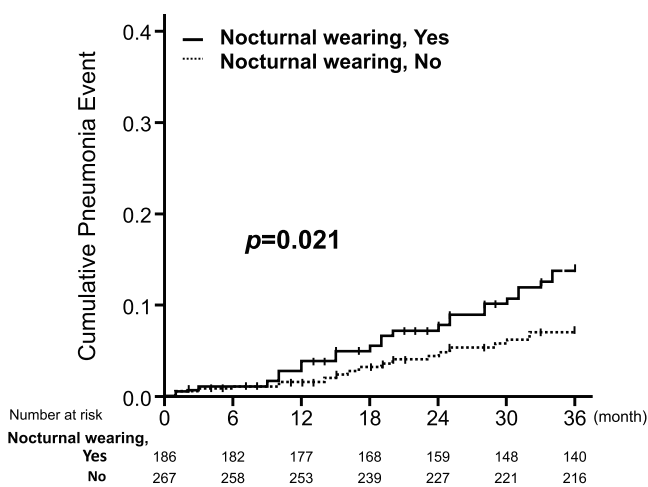 Cumulative Pneumonia Event
0.4
0.3
0.2
0.1
0.0
Nocturnal wearing, Yes
Nocturnal wearing, No
p=0.021
0 6 12 18 24 30 36 (month)
Number at risk
Nocturnal wearing,
Yes 186 182 177 168 159 148 140
No 267 258 253 239 227 221 216